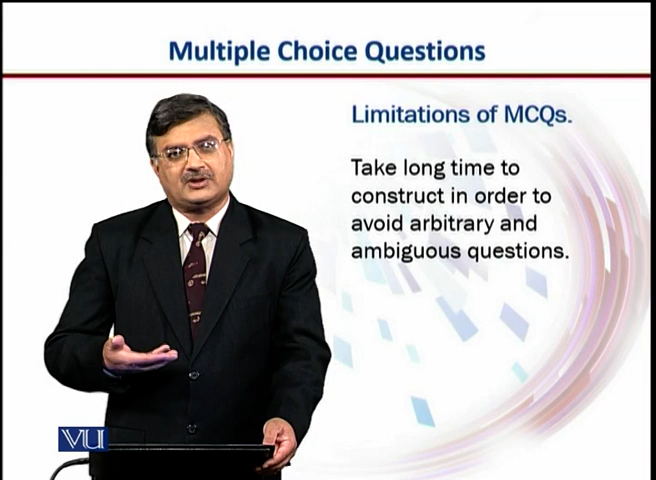 Multiple Choice Questions
Limitations of MCQs.
Take long time to
construct in order to
avoid arbitrary and
ambiguous questions.
VU